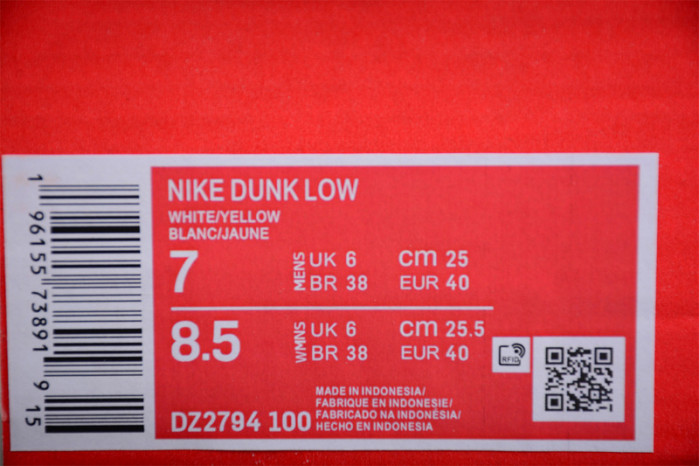 NIKE DUNK LOW
WHITE/YELLOW
BLANC/JAUNE
7 MENS UK 6 cm 25
BR 38 EUR 40
8.5 WMNS UK 6 cm 25.5
BR 38 EUR 40
RFID
DZ2794 100
MADE IN INDONESIA/
FABRIQUE EN INDONESIE/
FABRICADO NA INDONÉSIA/
HECHO EN INDONESIA
1 96155 73891 9 15